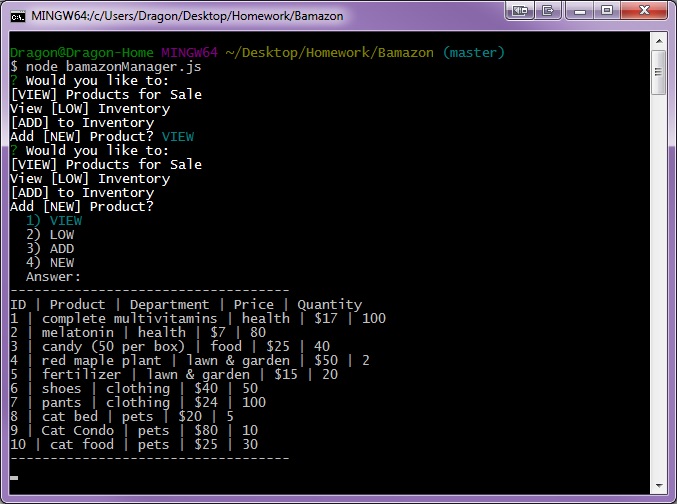 MINGW64:/c/Users/Dragon/Desktop/Homework/Bamazon
Dragon@Dragon-Home MINGW64 ~/Desktop/Homework/Bamazon (master)
$ node bamazonManager.js
? Would you like to:
[VIEW] Products for Sale
View [LOW] Inventory
[ADD] to Inventory
Add [NEW] Product? VIEW
? Would you like to:
[VIEW] Products for Sale
View [LOW] Inventory
[ADD] to Inventory
Add [NEW] Product?
  1) VIEW
  2) LOW
  3) ADD
  4) NEW
  Answer:
-----------------------------------
ID | Product | Department | Price | Quantity
1 | complete multivitamins | health | $17 | 100
2 | melatonin | health | $7 | 80
3 | candy (50 per box) | food | $25 | 40
4 | red maple plant | lawn & garden | $50 | 2
5 | fertilizer | lawn & garden | $15 | 20
6 | shoes | clothing | $40 | 50
7 | pants | clothing | $24 | 100
8 | cat bed | pets | $20 | 5
9 | Cat Condo | pets | $80 | 10
10 | cat food | pets | $25 | 30
-----------------------------------